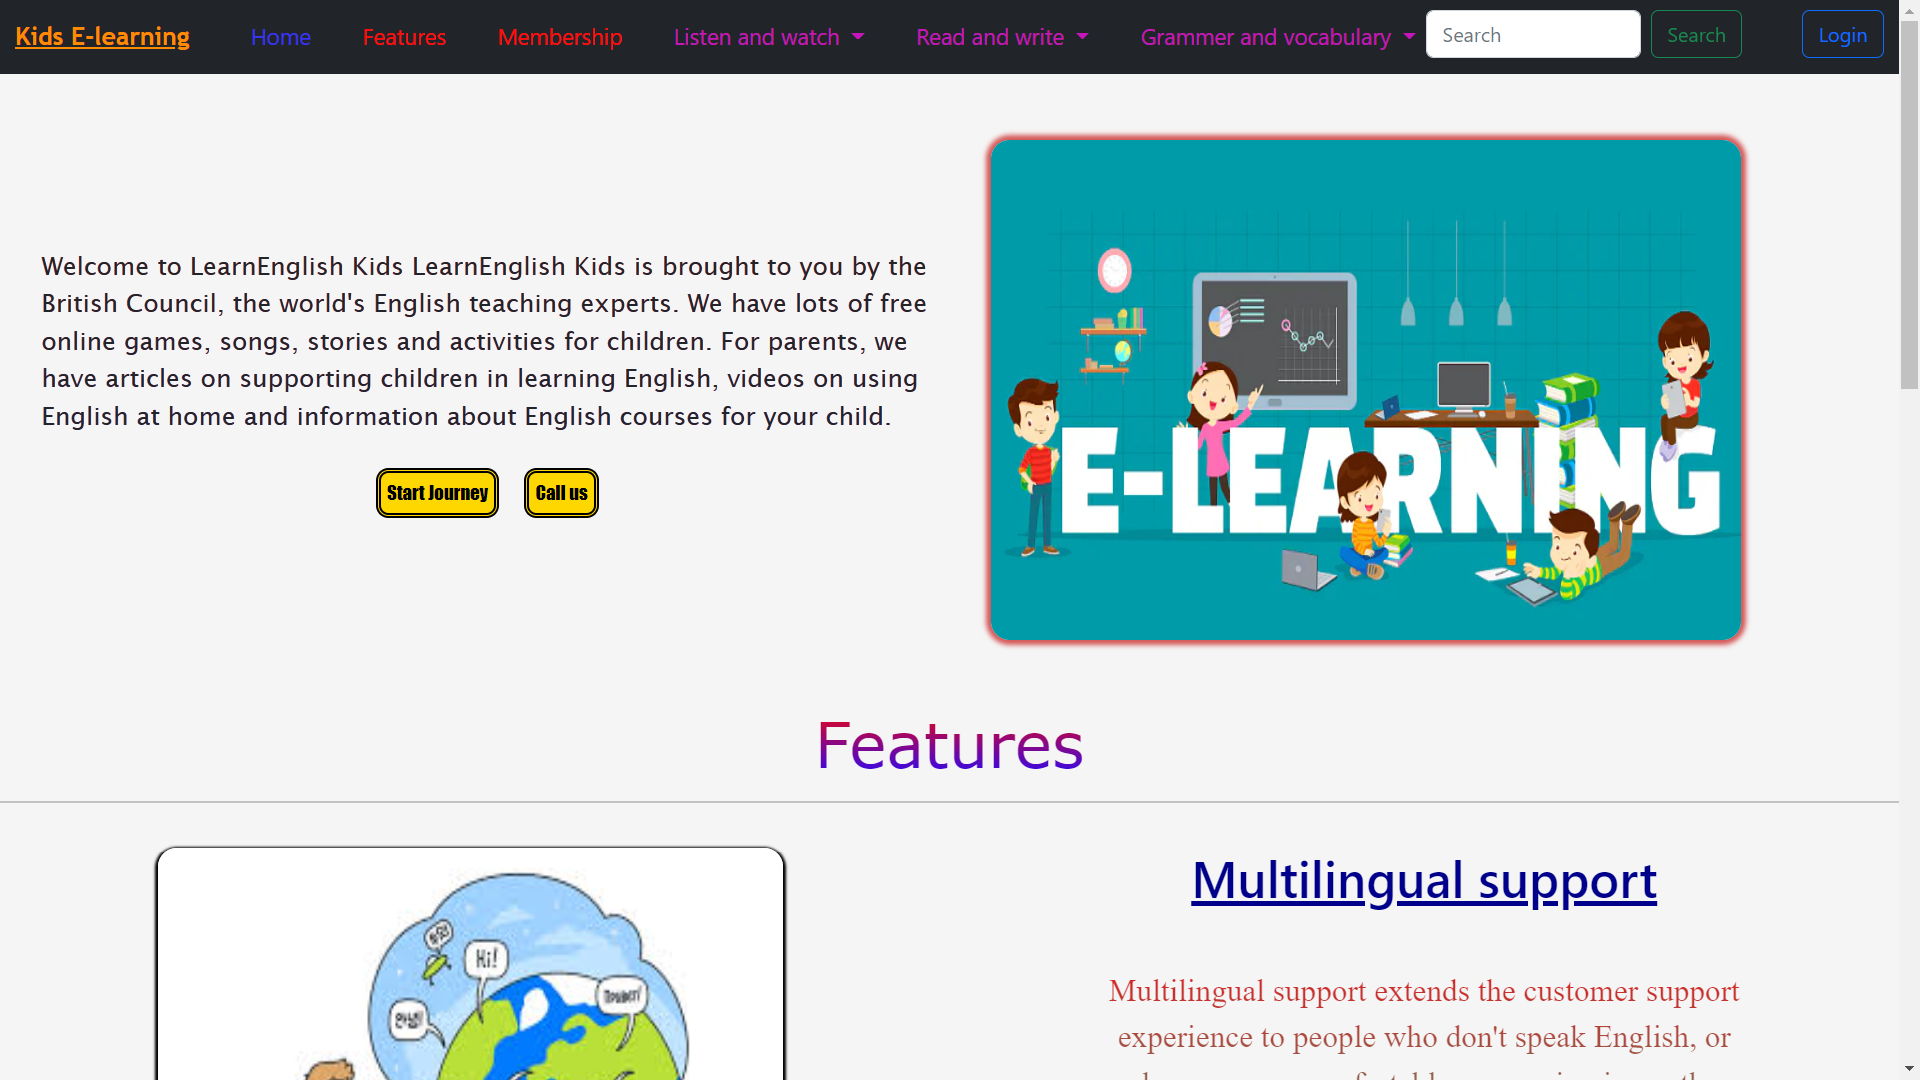 Kids E-learning Home Features Membership Listen and watch Read and write Grammer and vocabulary Search Search Login
Welcome to LearnEnglish Kids LearnEnglish Kids is brought to you by the
British Council, the world's English teaching experts. We have lots of free
online games, songs, stories and activities for children. For parents, we
have articles on supporting children in learning English, videos on using
English at home and information about English courses for your child.
Start Journey Call us
E-LEARNING
Features
Hi!
Multilingual support
Multilingual support extends the customer support
experience to people who don't speak English, or